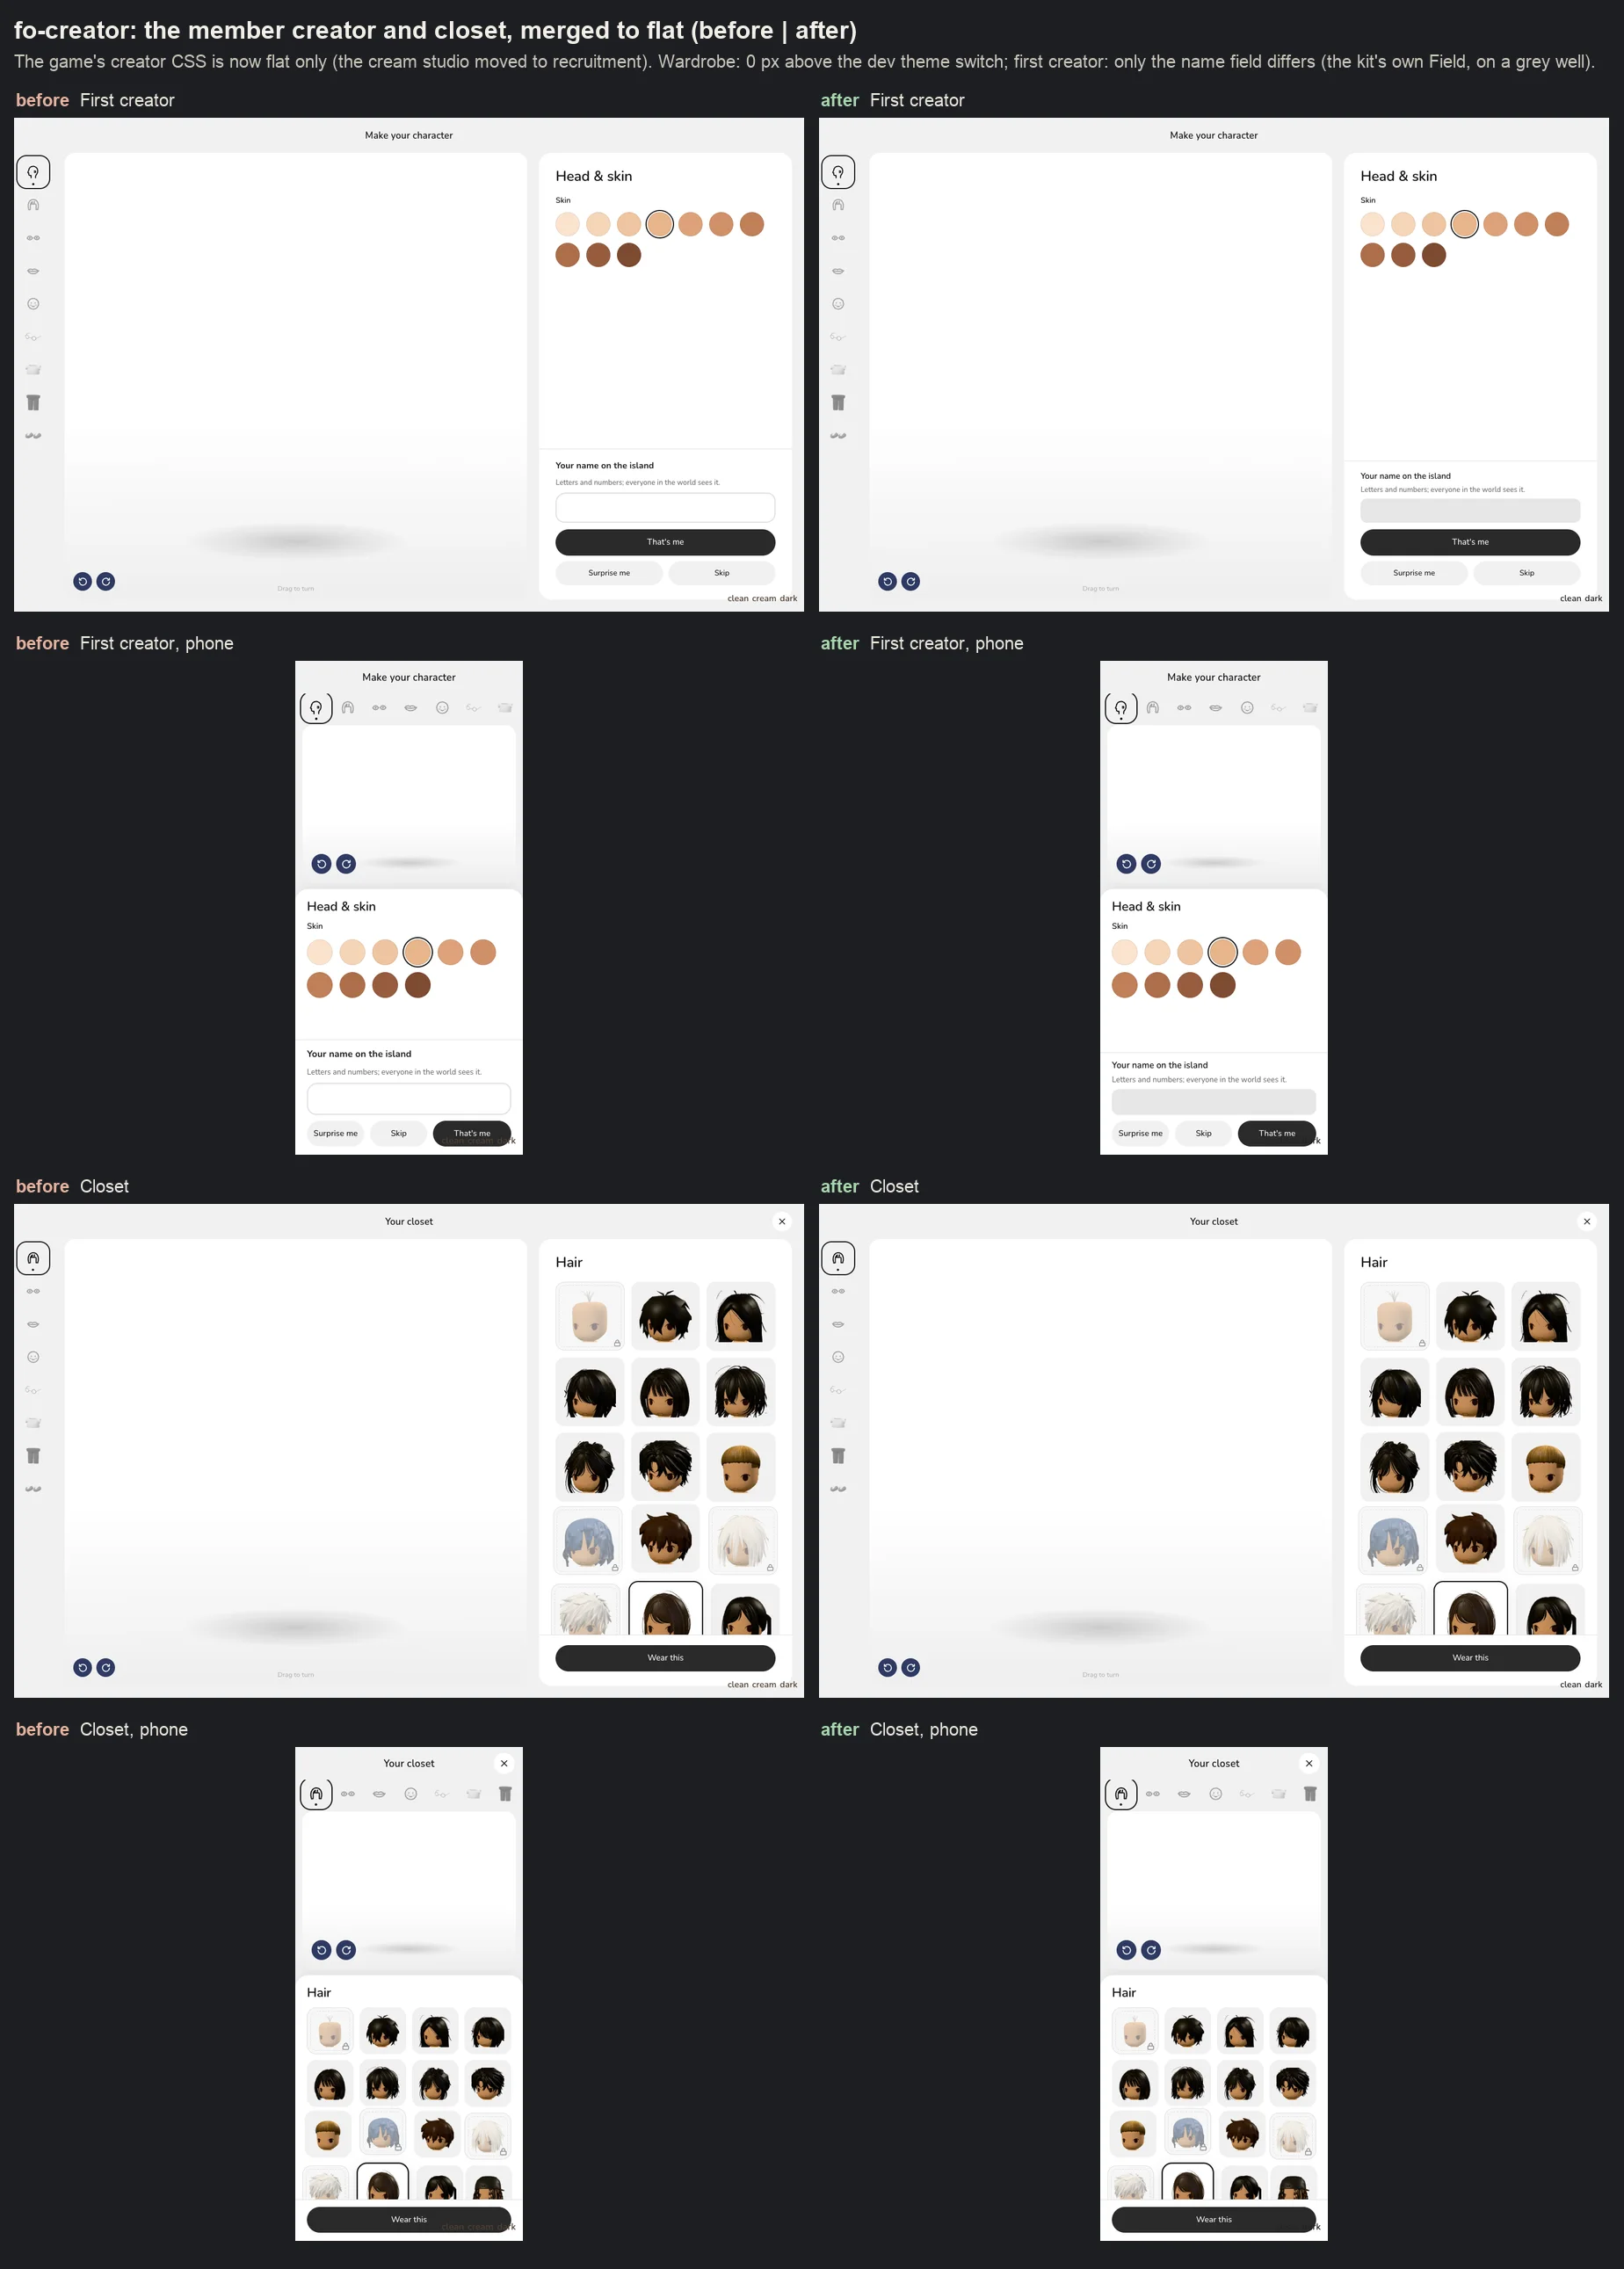 fo-creator: the member creator and closet, merged to flat (before | after)
The game's creator CSS is now flat only (the cream studio moved to recruitment). Wardrobe: 0 px above the dev theme switch; first creator: only the name field differs (the kit's own Field, on a grey well).
before First creator
after First creator
Make your character
Head & skin
Skin
Your name on the island
Letters and numbers; everyone in the world sees it.
That's me
Surprise me
Skip
Drag to turn
clean cream dark
Make your character
Head & skin
Skin
Your name on the island
Letters and numbers; everyone in the world sees it.
That's me
Surprise me
Skip
Drag to turn
clean dark
before First creator, phone
after First creator, phone
Make your character
Head & skin
Skin
Your name on the island
Letters and numbers; everyone in the world sees it.
Surprise me
Skip
That's me
clean cream dark
Make your character
Head & skin
Skin
Your name on the island
Letters and numbers; everyone in the world sees it.
Surprise me
Skip
That's me
before Closet
after Closet
Your closet
Hair
Wear this
Drag to turn
clean cream dark
Your closet
Hair
Wear this
Drag to turn
clean dark
before Closet, phone
after Closet, phone
Your closet
Hair
Wear this
clean cream dark
Your closet
Hair
Wear this